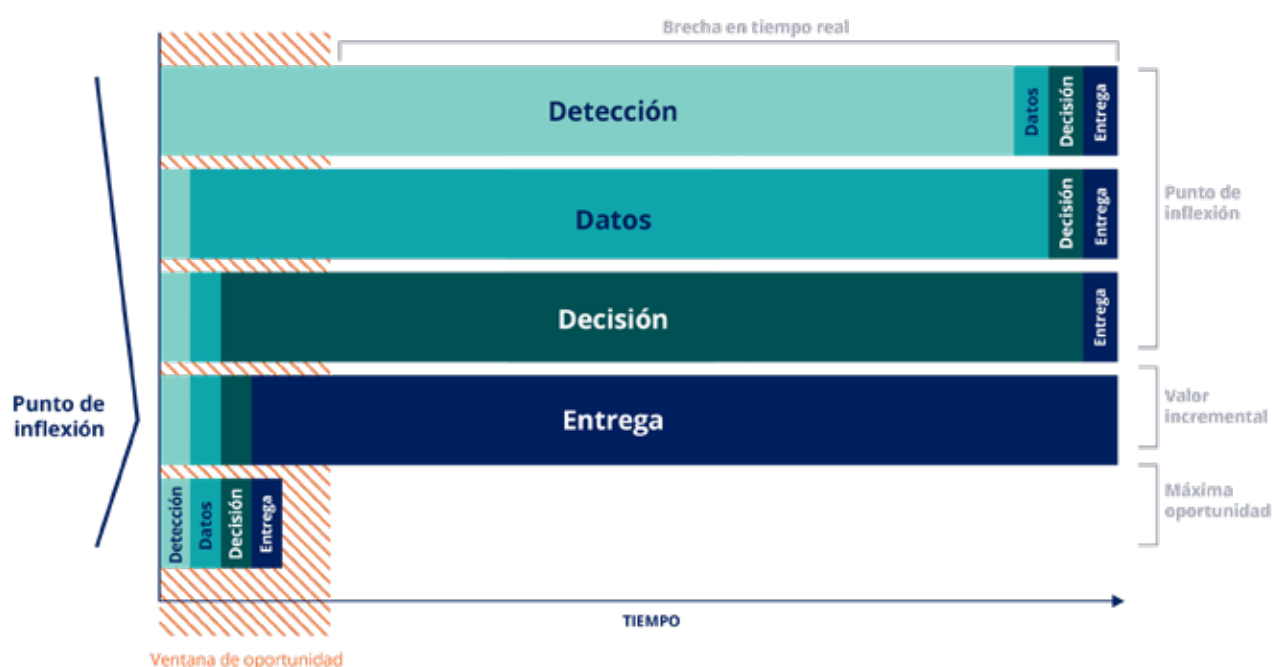 Brecha en tiempo real
Detección
Datos
Decisión
Entrega
Datos
Decisión
Entrega
Punto de
inflexión
Decisión
Entrega
Punto de
inflexión
Entrega
Valor
incremental
Detección
Datos
Decisión
Entrega
Máxima
oportunidad
TIEMPO
Ventana de oportunidad